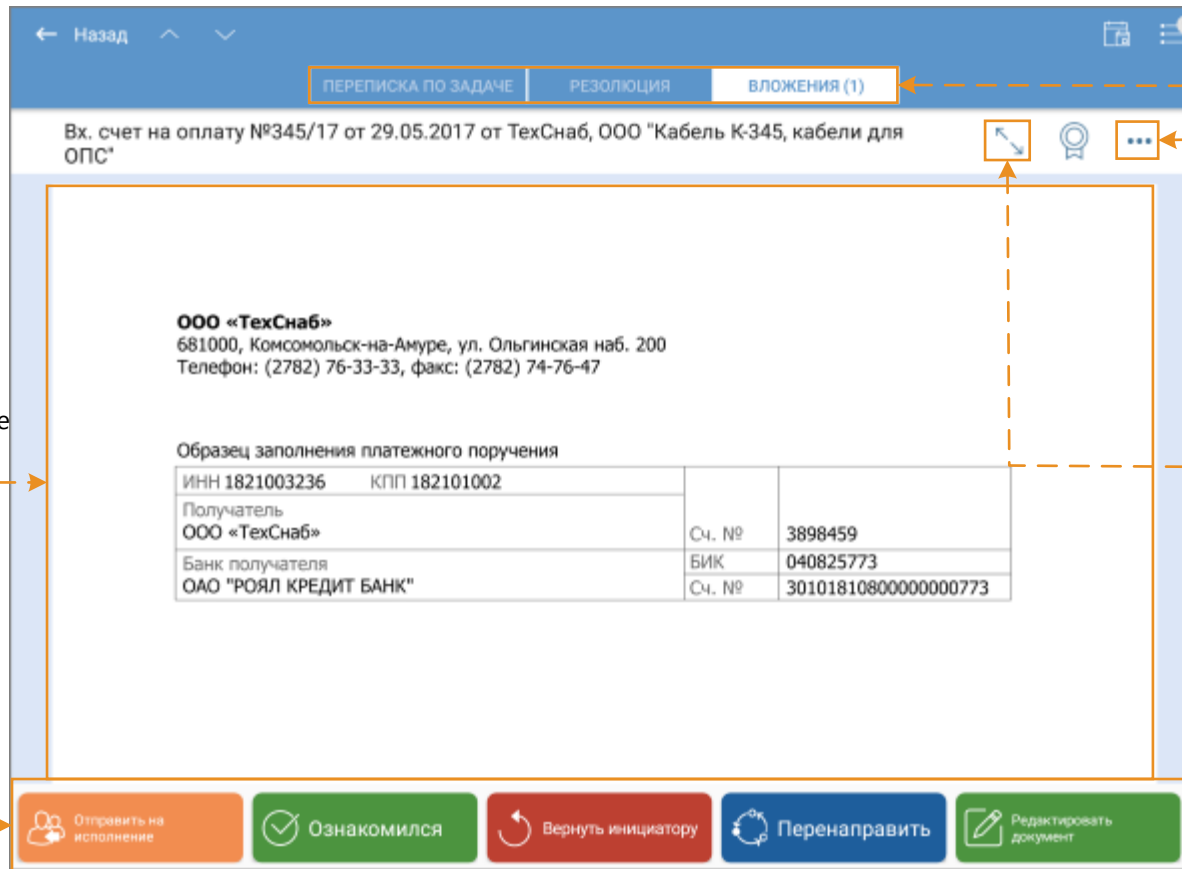 Назад
ПЕРЕПИСКА ПО ЗАДАЧЕ РЕЗОЛЮЦИЯ ВЛОЖЕНИЯ (1)
Вх. счет на оплату №345/17 от 29.05.2017 от ТехСнаб, ООО "Кабель К-345, кабели для
ОПС"
ООО «ТехСнаб»
681000, Комсомольск-на-Амуре, ул. Ольгинская наб. 200
Телефон: (2782) 76-33-33, факс: (2782) 74-76-47
е
Образец заполнения платежного поручения
ИНН 1821003236 КПП 182101002
Получатель
ООО «ТехСнаб» Сч. № 3898459
Банк получателя БИК 040825773
ОАО "РОЯЛ КРЕДИТ БАНК" Сч. № 30101810800000000773
Отправить на
исполнение
Ознакомился
Вернуть инициатору
Перенаправить
Редактировать
документ